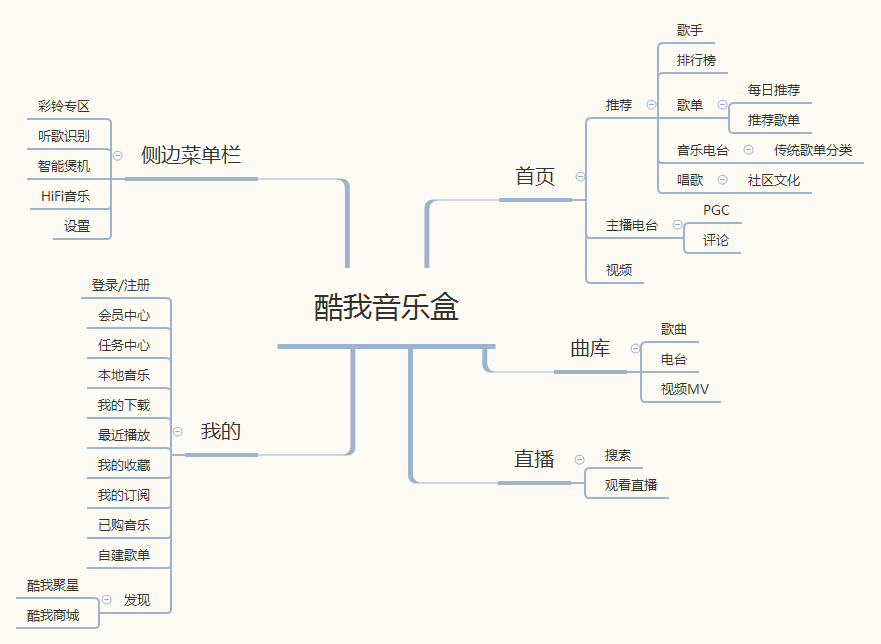 酷我音乐盒
首页
推荐
歌手
排行榜
歌单
每日推荐
推荐歌单
音乐电台
传统歌单分类
唱歌
社区文化
主播电台
PGC
评论
视频
曲库
歌曲
电台
视频MV
直播
搜索
观看直播
侧边菜单栏
彩铃专区
听歌识别
智能煲机
HiFi音乐
设置
我的
登录/注册
会员中心
任务中心
本地音乐
我的下载
最近播放
我的收藏
我的订阅
已购音乐
自建歌单
发现
酷我聚星
酷我商城